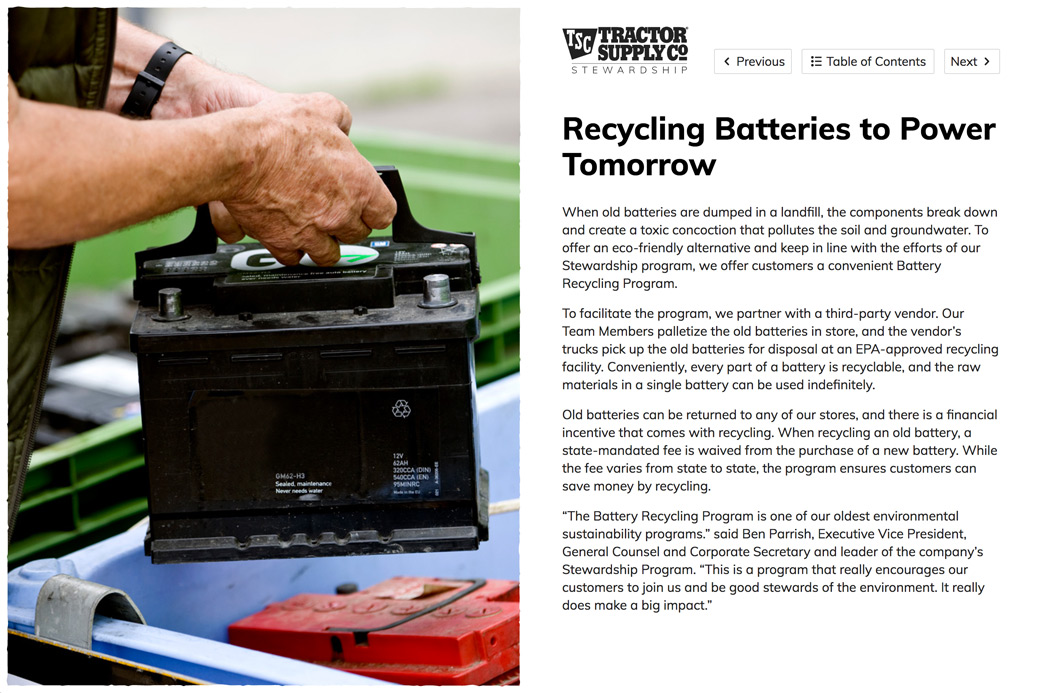 TSC TRACTOR
SUPPLY CO
STEWARDSHIP
Previous
Table of Contents
Next
Recycling Batteries to Power
Tomorrow
When old batteries are dumped in a landfill, the components break down
and create a toxic concoction that pollutes the soil and groundwater. To
offer an eco-friendly alternative and keep in line with the efforts of our
Stewardship program, we offer customers a convenient Battery
Recycling Program.
To facilitate the program, we partner with a third-party vendor. Our
Team Members palletize the old batteries in store, and the vendor’s
trucks pick up the old batteries for disposal at an EPA-approved recycling
facility. Conveniently, every part of a battery is recyclable, and the raw
materials in a single battery can be used indefinitely.
Old batteries can be returned to any of our stores, and there is a financial
incentive that comes with recycling. When recycling an old battery, a
state-mandated fee is waived from the purchase of a new battery. While
the fee varies from state to state, the program ensures customers can
save money by recycling.
“The Battery Recycling Program is one of our oldest environmental
sustainability programs.” said Ben Parrish, Executive Vice President,
General Counsel and Corporate Secretary and leader of the company’s
Stewardship Program. “This is a program that really encourages our
customers to join us and be good stewards of the environment. It really
does make a big impact.”
GM62-H3
Sealed, maintenance
Never needs water
12V
62AH
320CCA (DIN)
540CCA (EN)
95MINRC
Made in the EU